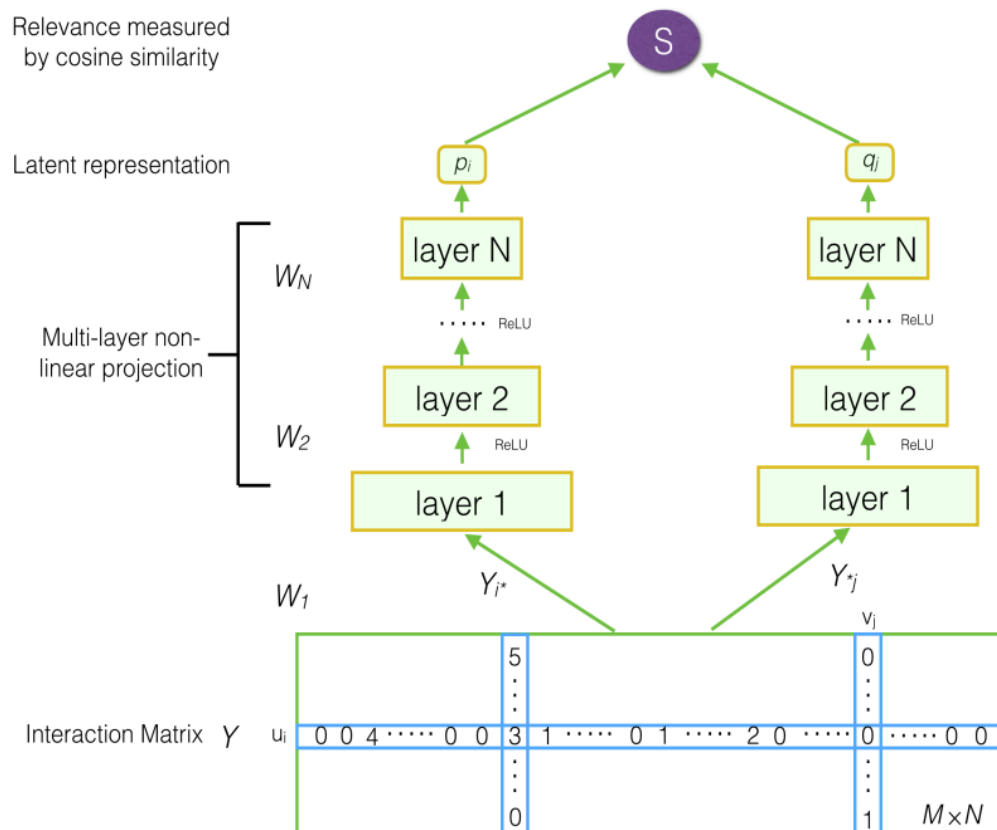 Relevance measured
by cosine similarity
S
Latent representation
pi
qj
layer N
layer N
WN
····· ReLU
····· ReLU
Multi-layer non-
linear projection
layer 2
layer 2
W2
ReLU
ReLU
layer 1
layer 1
Yi*
Y*j
W1
vj
5
0
Interaction Matrix Y
ui
0 0 4 ····· 0 0 3 1 ····· 0 1 ····· 2 0 ····· 0 ····· 0 0
0
1
M×N